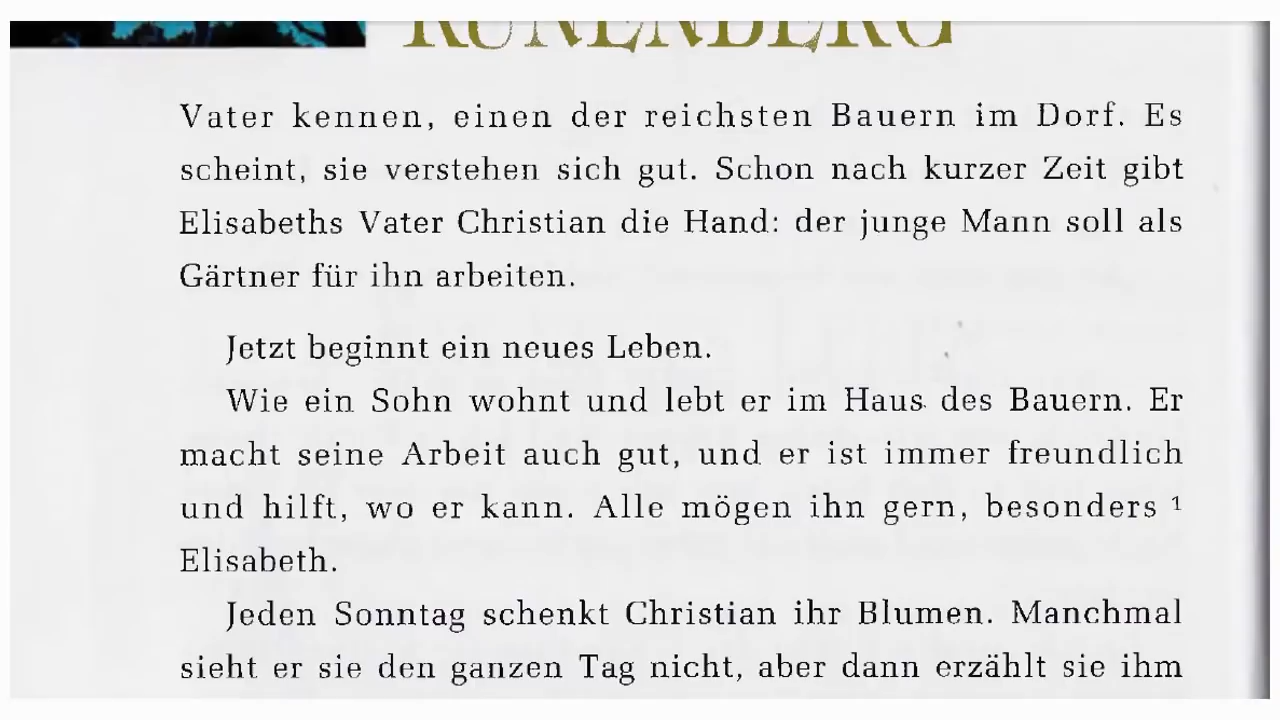 RUNENBERG
Vater kennen, einen der reichsten Bauern im Dorf. Es
scheint, sie verstehen sich gut. Schon nach kurzer Zeit gibt
Elisabeths Vater Christian die Hand: der junge Mann soll als
Gärtner für ihn arbeiten.
Jetzt beginnt ein neues Leben.
Wie ein Sohn wohnt und lebt er im Haus des Bauern. Er
macht seine Arbeit auch gut, und er ist immer freundlich
und hilft, wo er kann. Alle mögen ihn gern, besonders ¹
Elisabeth.
Jeden Sonntag schenkt Christian ihr Blumen. Manchmal
sieht er sie den ganzen Tag nicht, aber dann erzählt sie ihm